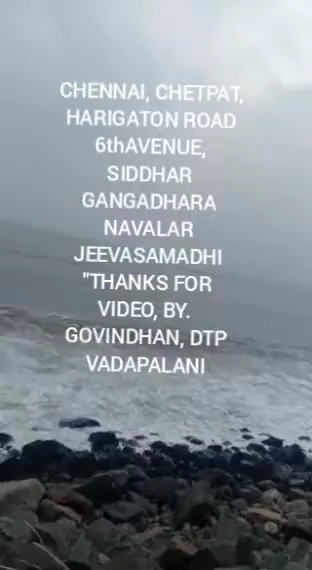 CHENNAI, CHETPAT,
HARIGATON ROAD
6thAVENUE,
SIDDHAR
GANGADHARA
NAVALAR
JEEVASAMADHI
"THANKS FOR
VIDEO, BY.
GOVINDHAN, DTP
VADAPALANI